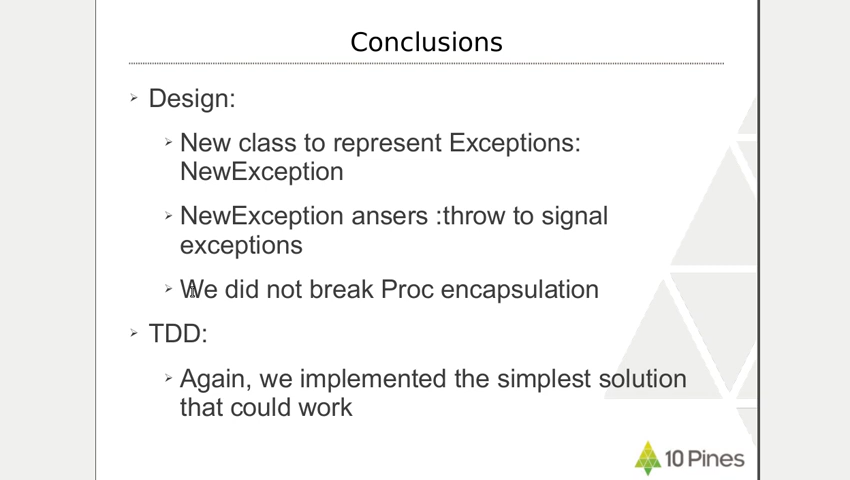 Conclusions
Design:
New class to represent Exceptions:
NewException
NewException ansers :throw to signal
exceptions
We did not break Proc encapsulation
TDD:
Again, we implemented the simplest solution
that could work
10 Pines